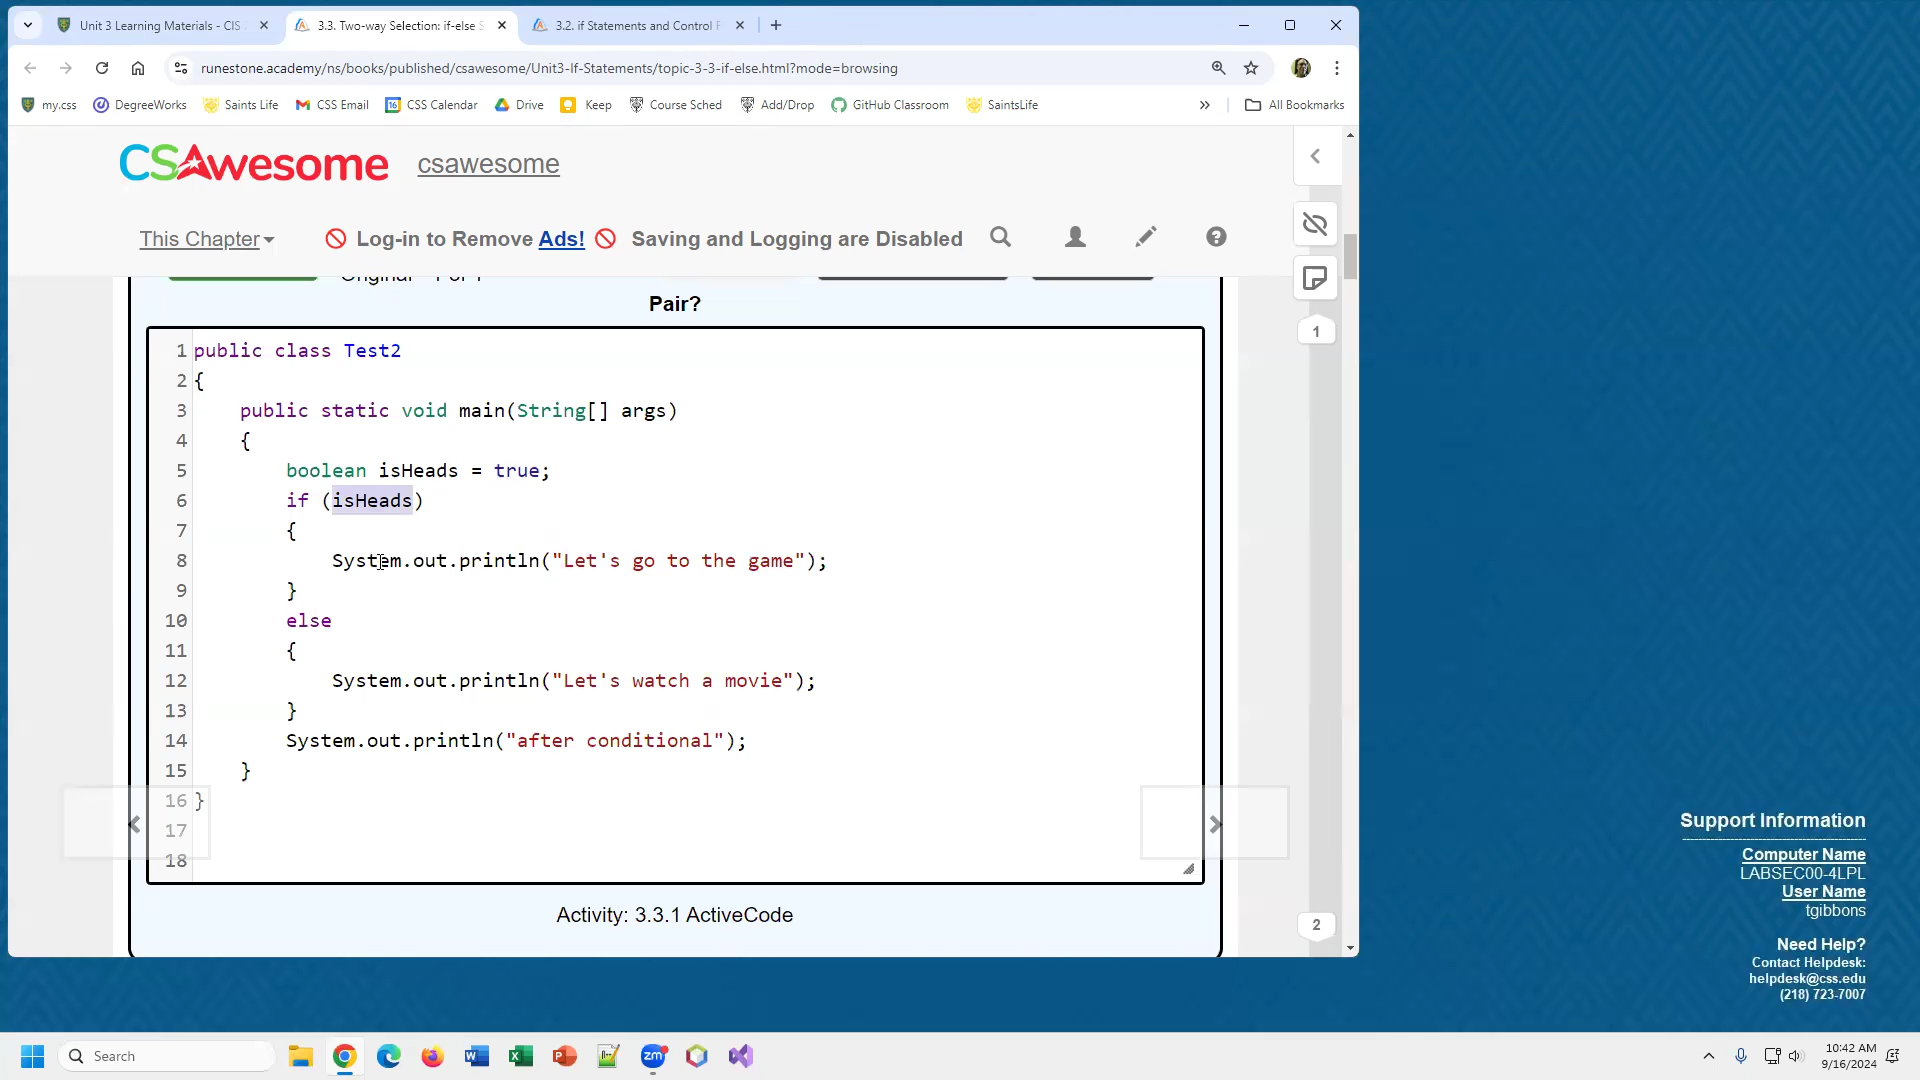 Unit 3 Learning Materials - CIS
3.3. Two-way Selection: if-else S
3.2. if Statements and Control F
runestone.academy/ns/books/published/csawesome/Unit3-If-Statements/topic-3-3-if-else.html?mode=browsing
my.css
DegreeWorks
Saints Life
CSS Email
CSS Calendar
Drive
Keep
Course Sched
Add/Drop
GitHub Classroom
SaintsLife
»
All Bookmarks
CSAwesome
csawesome
This Chapter
Log-in to Remove Ads!
Saving and Logging are Disabled
Pair?
1 public class Test2
2 {
3     public static void main(String[] args)
4     {
5         boolean isHeads = true;
6         if (isHeads)
7         {
8             System.out.println("Let's go to the game");
9         }
10         else
11         {
12             System.out.println("Let's watch a movie");
13         }
14         System.out.println("after conditional");
15     }
16 }
17
18
Activity: 3.3.1 ActiveCode
1
2
Support Information
Computer Name
LABSEC00-4LPL
User Name
tgibbons
Need Help?
Contact Helpdesk:
helpdesk@css.edu
(218) 723-7007
Search
zm
10:42 AM
9/16/2024